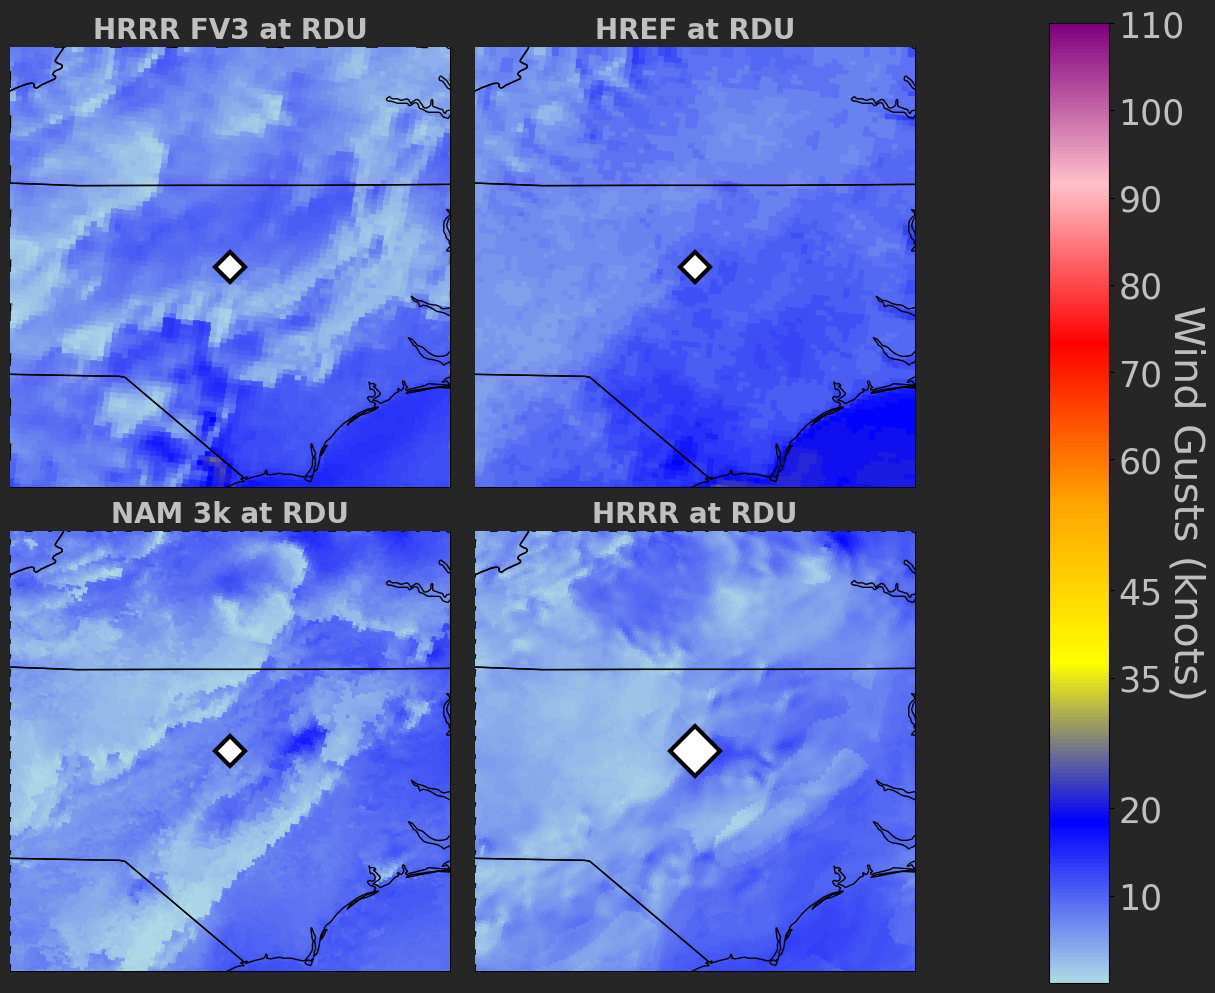 HRRR FV3 at RDU
HREF at RDU
NAM 3k at RDU
HRRR at RDU
110
100
90
80
70
60
45
35
20
10
Wind Gusts (knots)